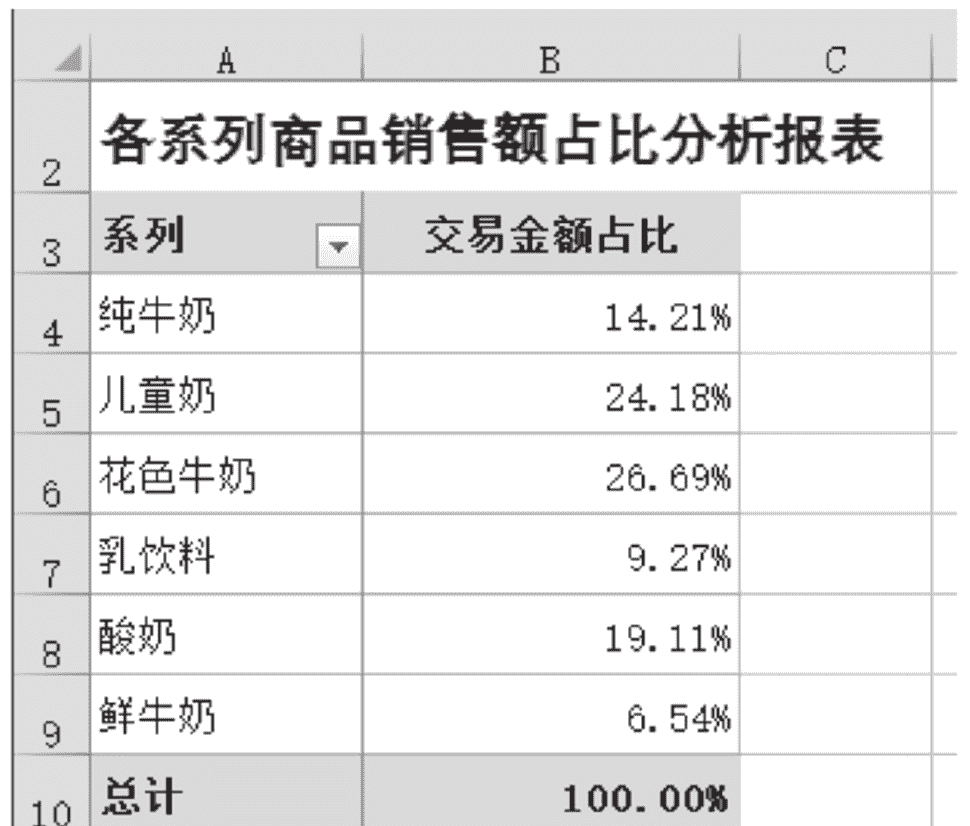 A B C
2 各系列商品销售额占比分析报表
3 系列 交易金额占比
4 纯牛奶 14.21%
5 儿童奶 24.18%
6 花色牛奶 26.69%
7 乳饮料 9.27%
8 酸奶 19.11%
9 鲜牛奶 6.54%
10 总计 100.00%